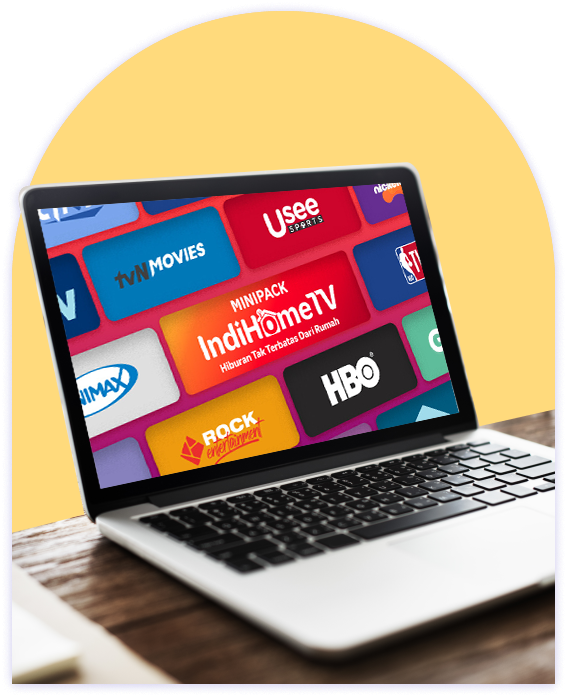 tvN MOVIES
Usee
SPORTS
MINIPACK
IndiHomeTV
Hiburan Tak Terbatas Dari Rumah
HBO
ROCK
entertainment